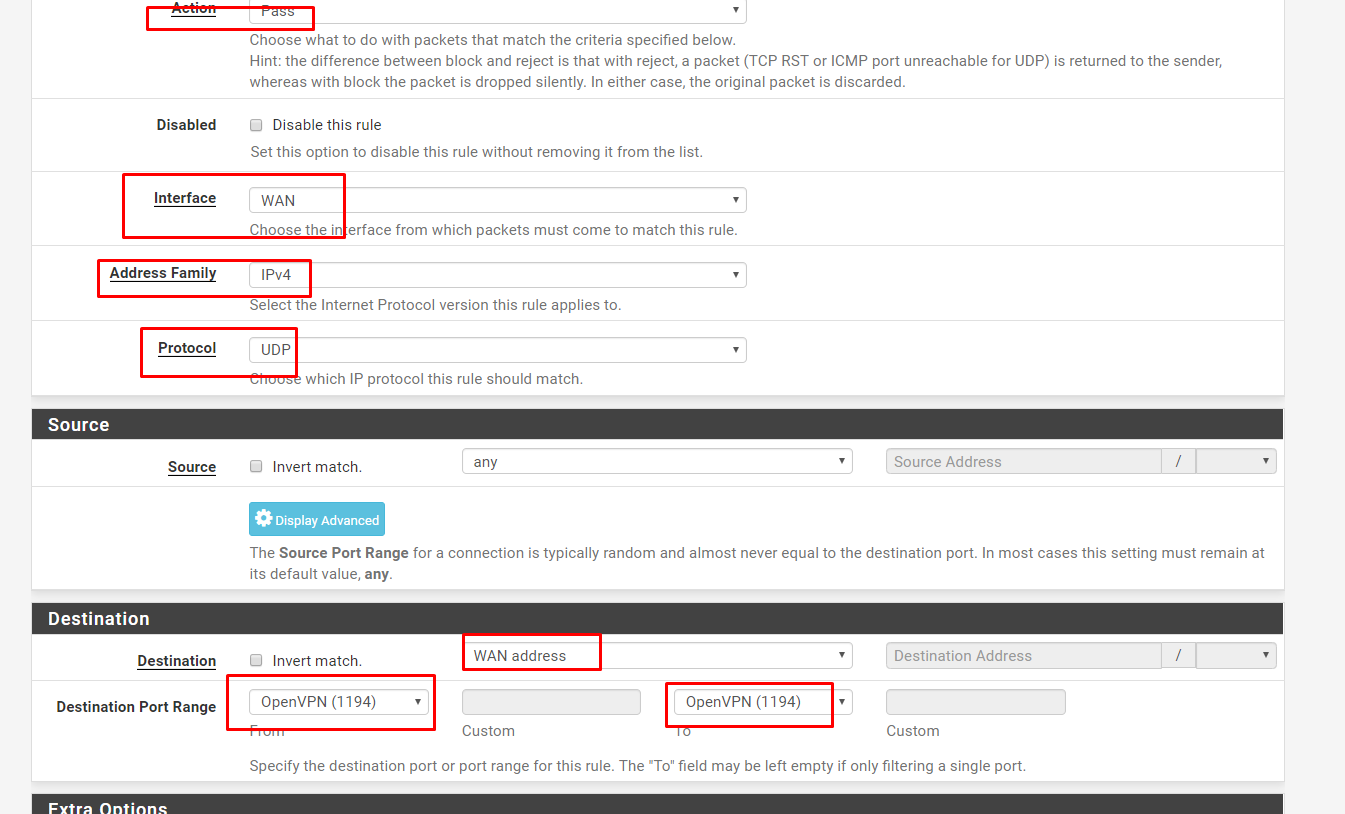 Action Pass
Choose what to do with packets that match the criteria specified below.
Hint: the difference between block and reject is that with reject, a packet (TCP RST or ICMP port unreachable for UDP) is returned to the sender,
whereas with block the packet is dropped silently. In either case, the original packet is discarded.
Disabled Disable this rule
Set this option to disable this rule without removing it from the list.
Interface WAN
Choose the interface from which packets must come to match this rule.
Address Family IPv4
Select the Internet Protocol version this rule applies to.
Protocol UDP
Choose which IP protocol this rule should match.
Source
Source Invert match. any Source Address /
Display Advanced
The Source Port Range for a connection is typically random and almost never equal to the destination port. In most cases this setting must remain at
its default value, any.
Destination
Destination Invert match. WAN address Destination Address /
Destination Port Range OpenVPN (1194) OpenVPN (1194)
From Custom To Custom
Specify the destination port or port range for this rule. The "To" field may be left empty if only filtering a single port.
Extra Options